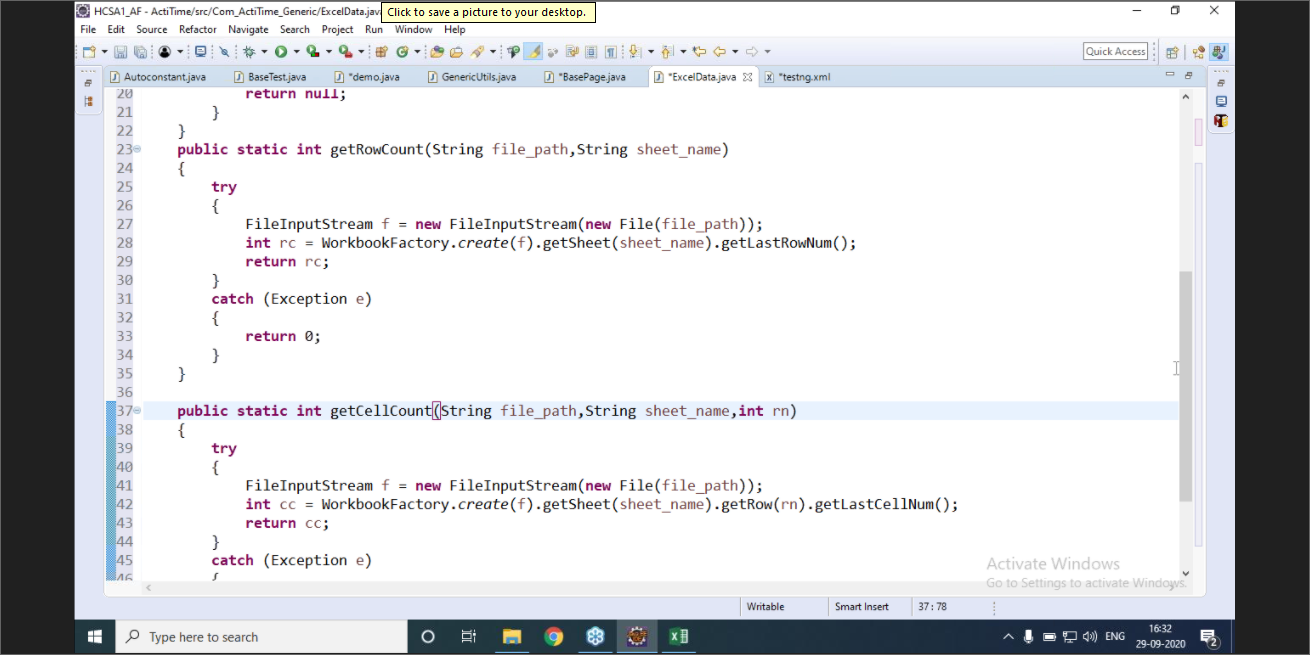 HCSA1_AF - ActiTime/src/Com_ActiTime_Generic/ExcelData.java
Click to save a picture to your desktop.
File Edit Source Refactor Navigate Search Project Run Window Help
Quick Access
Autoconstant.java BaseTest.java *demo.java GenericUtils.java *BasePage.java *ExcelData.java *testng.xml
20 return null;
21 }
22 }
23 public static int getRowCount(String file_path,String sheet_name)
24 {
25 try
26 {
27 FileInputStream f = new FileInputStream(new File(file_path));
28 int rc = WorkbookFactory.create(f).getSheet(sheet_name).getLastRowNum();
29 return rc;
30 }
31 catch (Exception e)
32 {
33 return 0;
34 }
35 }
36
37 public static int getCellCount(String file_path,String sheet_name,int rn)
38 {
39 try
40 {
41 FileInputStream f = new FileInputStream(new File(file_path));
42 int cc = WorkbookFactory.create(f).getSheet(sheet_name).getRow(rn).getLastCellNum();
43 return cc;
44 }
45 catch (Exception e)
46 {
Activate Windows
Go to Settings to activate Windows.
Writable Smart Insert 37 : 78
Type here to search
ENG
16:32
29-09-2020
2